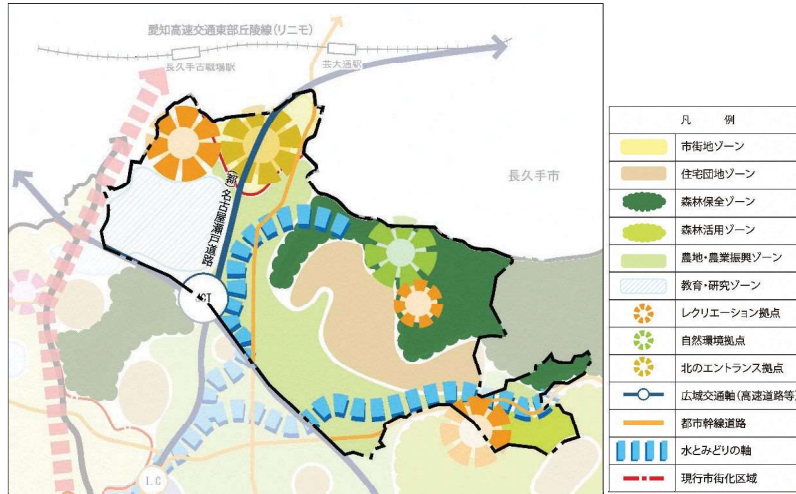 愛知高速交通東部丘陵線(リニモ)
長久手古戦場駅
芸大通駅
長久手市
(都)名古屋瀬戸道路
JCT
I.C
凡 例
市街地ゾーン
住宅団地ゾーン
森林保全ゾーン
森林活用ゾーン
農地・農業振興ゾーン
教育・研究ゾーン
レクリエーション拠点
自然環境拠点
北のエントランス拠点
広域交通軸(高速道路等)
都市幹線道路
水とみどりの軸
現行市街化区域